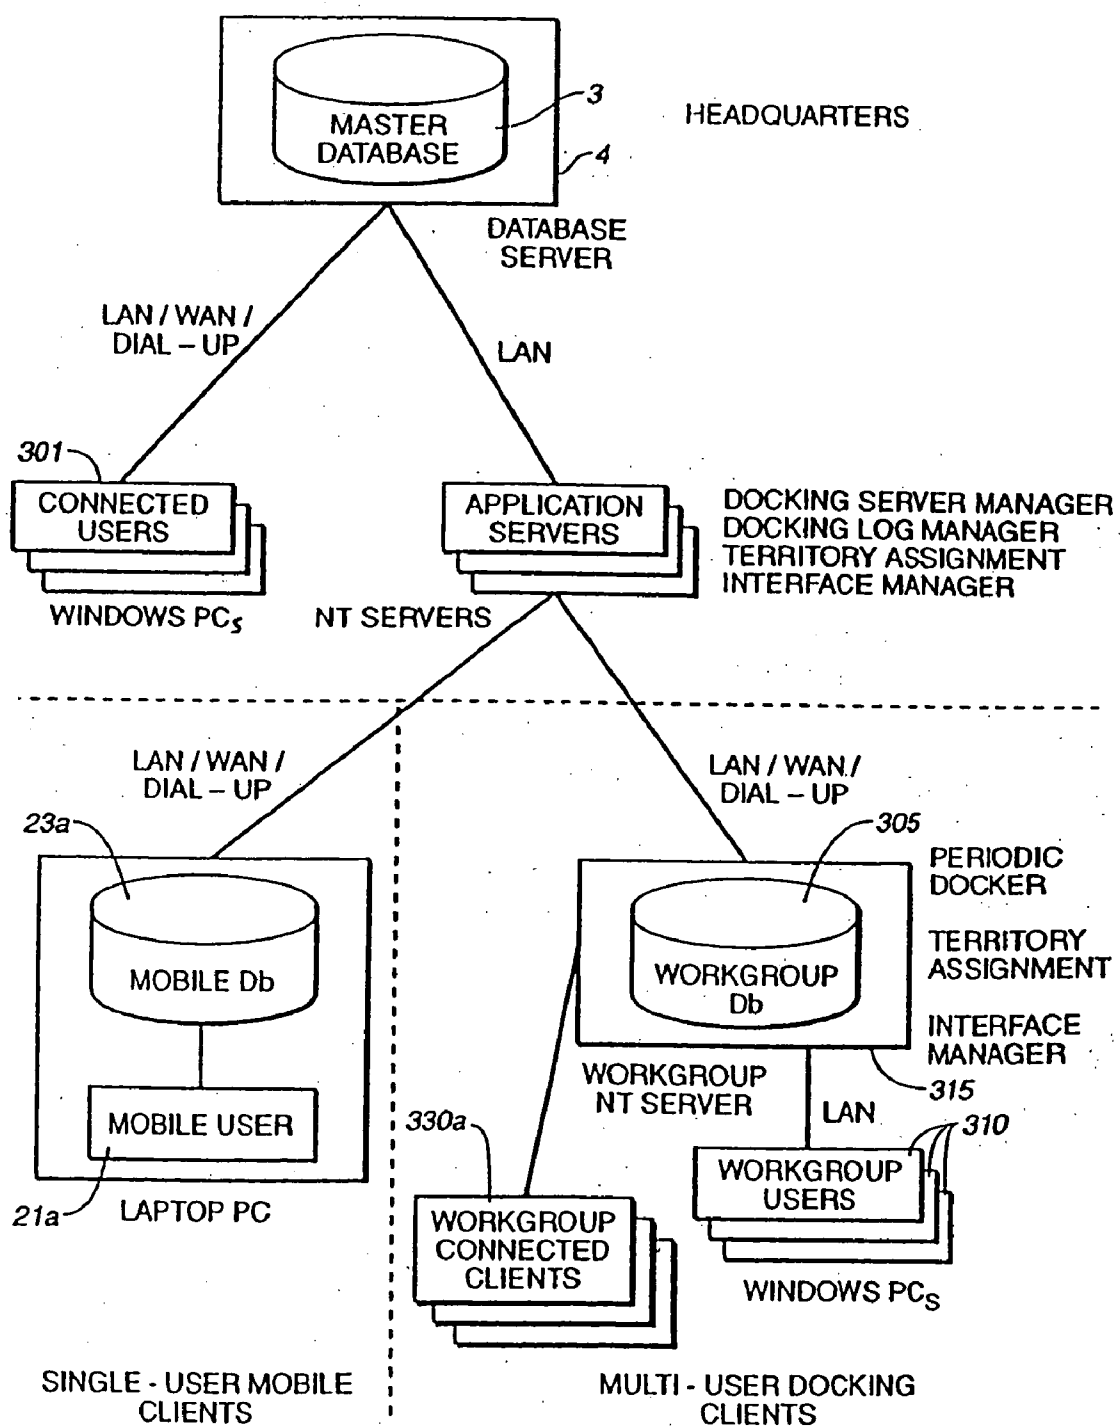 3
MASTER
DATABASE
HEADQUARTERS
4
DATABASE
SERVER
LAN / WAN /
DIAL – UP
LAN
301
CONNECTED
USERS
APPLICATION
SERVERS
DOCKING SERVER MANAGER
DOCKING LOG MANAGER
TERRITORY ASSIGNMENT
INTERFACE MANAGER
WINDOWS PCs
NT SERVERS
LAN / WAN /
DIAL – UP
LAN / WAN /
DIAL – UP
23a
305
PERIODIC
DOCKER
MOBILE Db
WORKGROUP
Db
TERRITORY
ASSIGNMENT
INTERFACE
MANAGER
WORKGROUP
NT SERVER
315
MOBILE USER
LAN
330a
310
WORKGROUP
USERS
21a
LAPTOP PC
WORKGROUP
CONNECTED
CLIENTS
WINDOWS PCS
SINGLE - USER MOBILE
CLIENTS
MULTI - USER DOCKING
CLIENTS